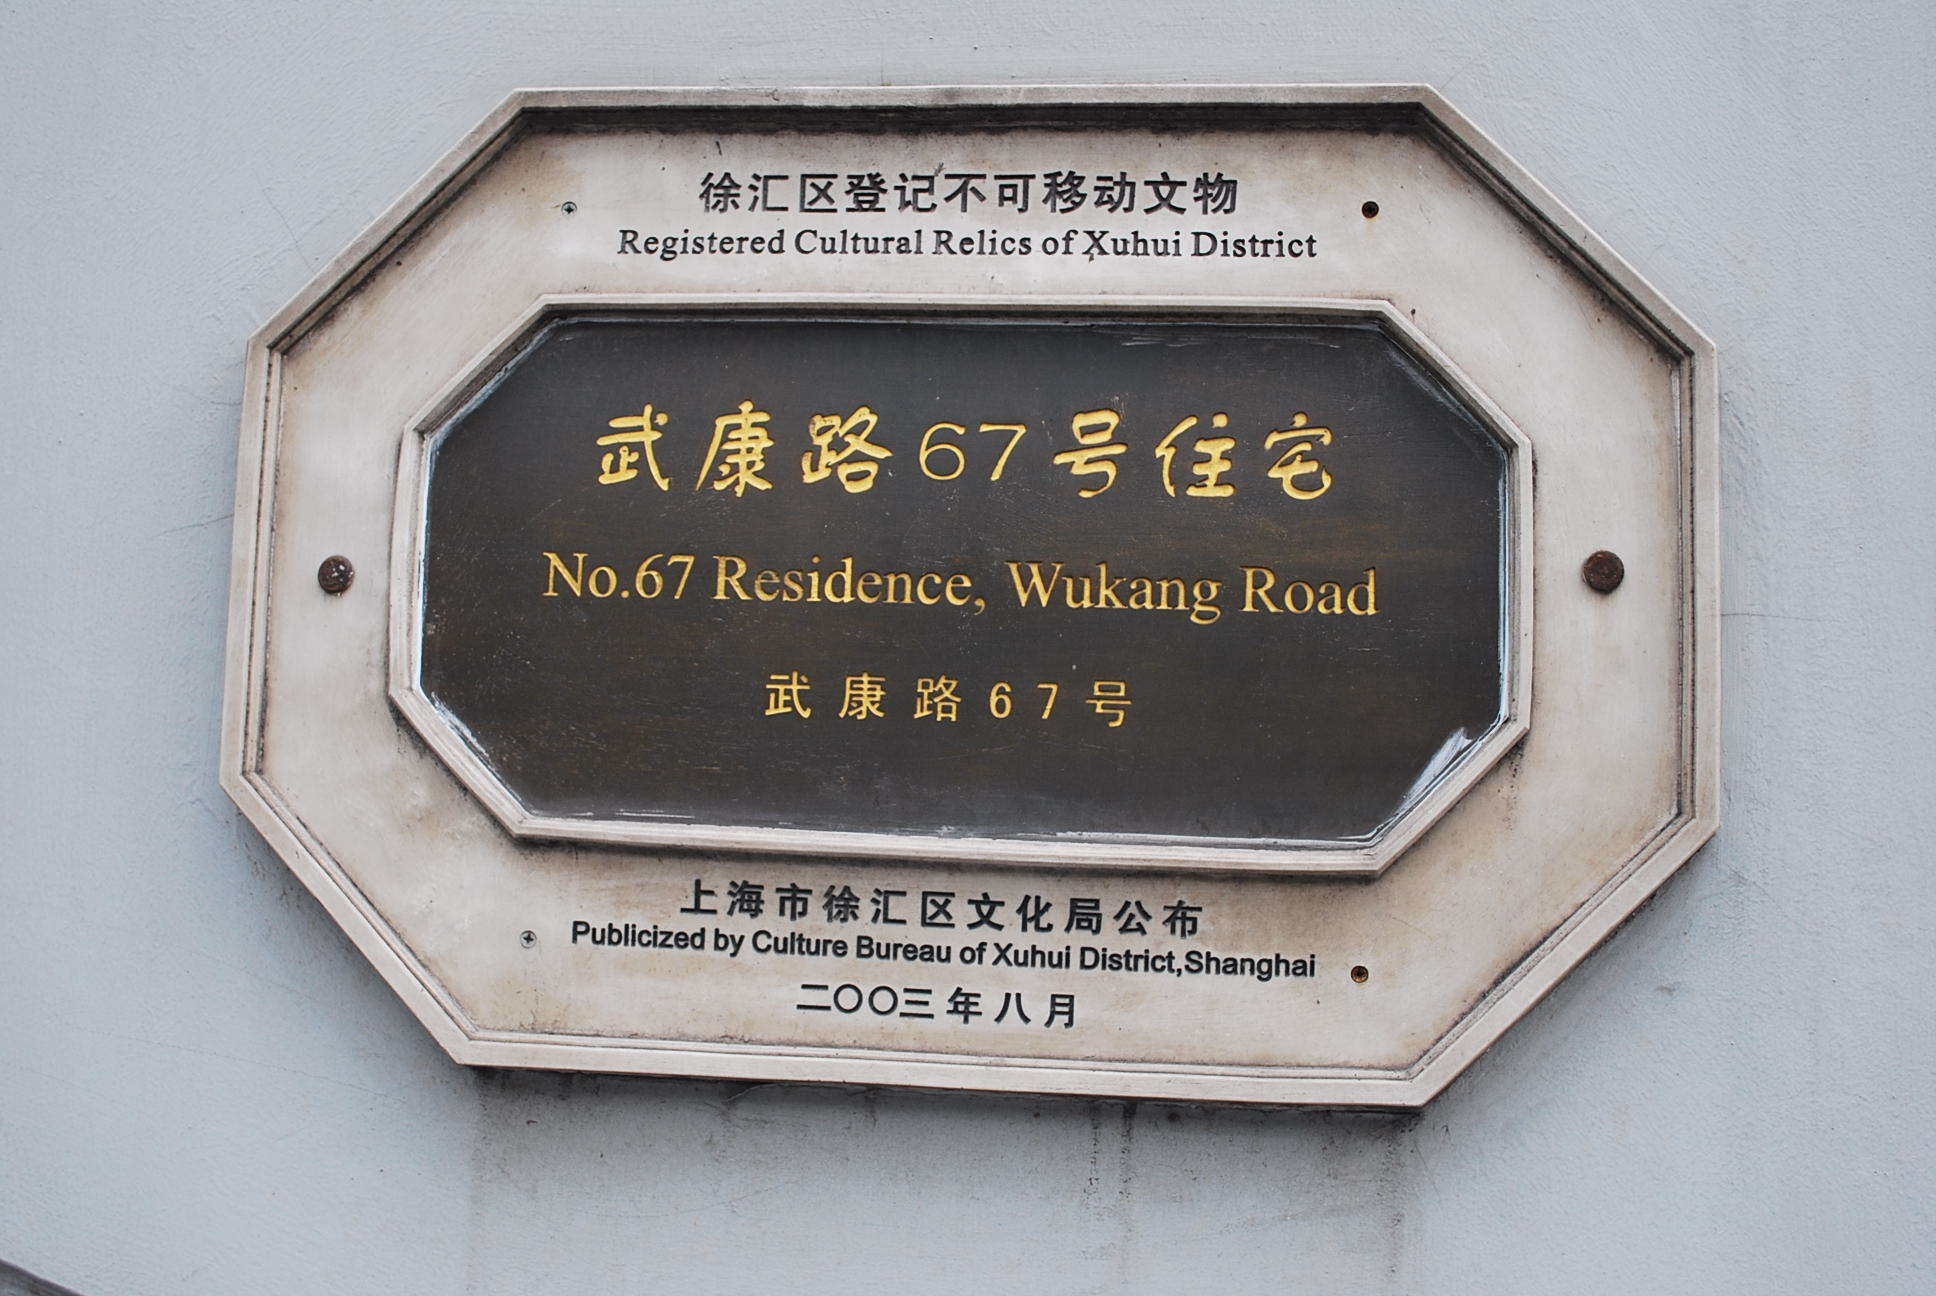 徐汇区登记不可移动文物
Registered Cultural Relics of Xuhui District
武康路67号住宅
No.67 Residence, Wukang Road
武康路67号
上海市徐汇区文化局公布
Publicized by Culture Bureau of Xuhui District,Shanghai
二〇〇三年八月